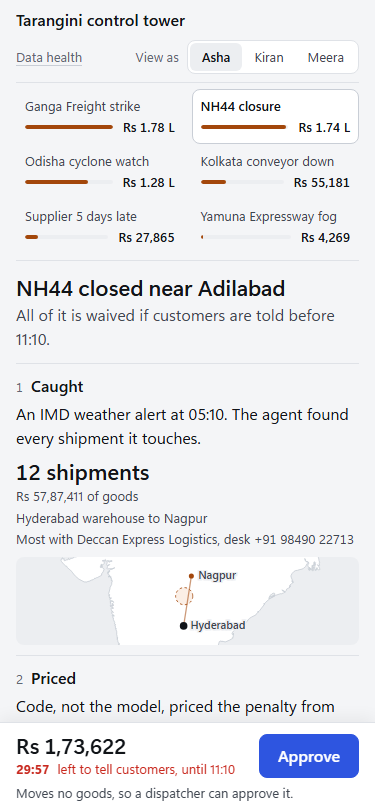 Tarangini control tower
Data health View as Asha Kiran Meera
Ganga Freight strike
Rs 1.78 L
NH44 closure
Rs 1.74 L
Odisha cyclone watch
Rs 1.28 L
Kolkata conveyor down
Rs 55,181
Supplier 5 days late
Rs 27,865
Yamuna Expressway fog
Rs 4,269
NH44 closed near Adilabad
All of it is waived if customers are told before
11:10.
1 Caught
An IMD weather alert at 05:10. The agent found
every shipment it touches.
12 shipments
Rs 57,87,411 of goods
Hyderabad warehouse to Nagpur
Most with Deccan Express Logistics, desk +91 98490 22713
Nagpur
Hyderabad
2 Priced
Code, not the model, priced the penalty from
Rs 1,73,622
29:57 left to tell customers, until 11:10
Approve
Moves no goods, so a dispatcher can approve it.